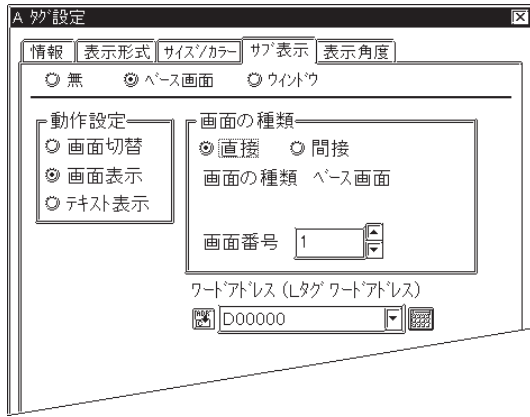 A ﾀｸﾞ設定
情報 表示形式 ｻｲｽﾞ/ｶﾗｰ ｻﾌﾞ表示 表示角度
無 ﾍﾞｰｽ画面 ｳｨﾝﾄﾞｳ
動作設定
画面切替
画面表示
ﾃｷｽﾄ表示
画面の種類
直接 間接
画面の種類 ﾍﾞｰｽ画面
画面番号 1
ﾜｰﾄﾞｱﾄﾞﾚｽ (Lﾀｸﾞ ﾜｰﾄﾞｱﾄﾞﾚｽ)
D00000